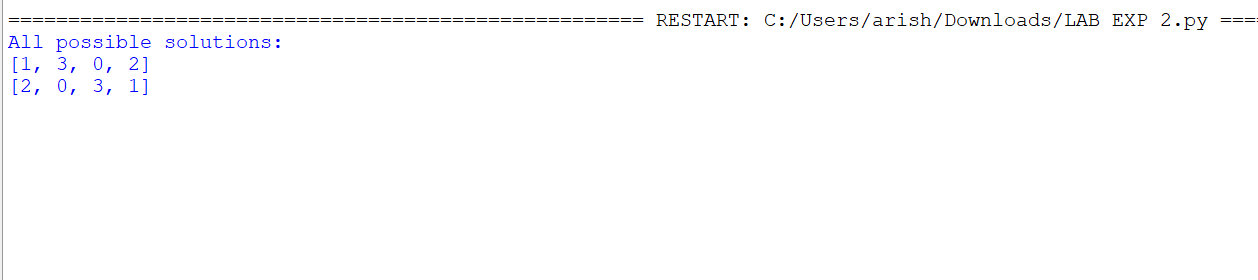 ===================================================== RESTART: C:/Users/arish/Downloads/LAB EXP 2.py ===
All possible solutions:
[1, 3, 0, 2]
[2, 0, 3, 1]